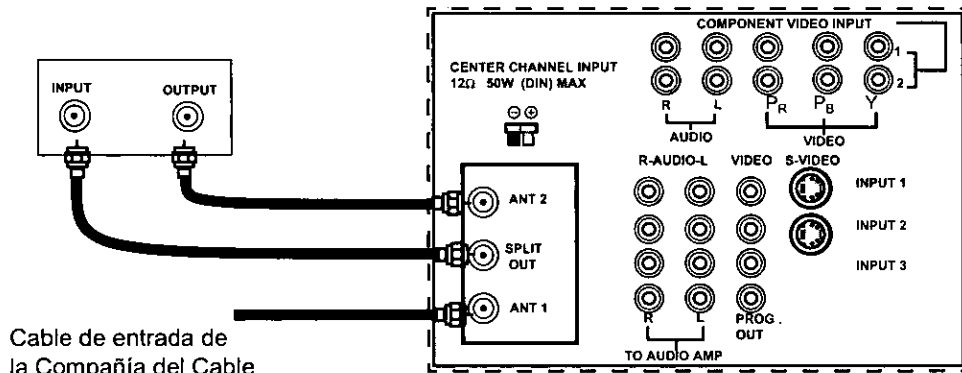 INPUT
OUTPUT
Cable de entrada de
la Compañía del Cable
COMPONENT VIDEO INPUT
1
2
CENTER CHANNEL INPUT
12Ω 50W (DIN) MAX
R L PR PB Y
AUDIO
VIDEO
R-AUDIO-L VIDEO S-VIDEO
ANT 2
INPUT 1
SPLIT
OUT
INPUT 2
INPUT 3
ANT 1
R L PROG.
OUT
TO AUDIO AMP